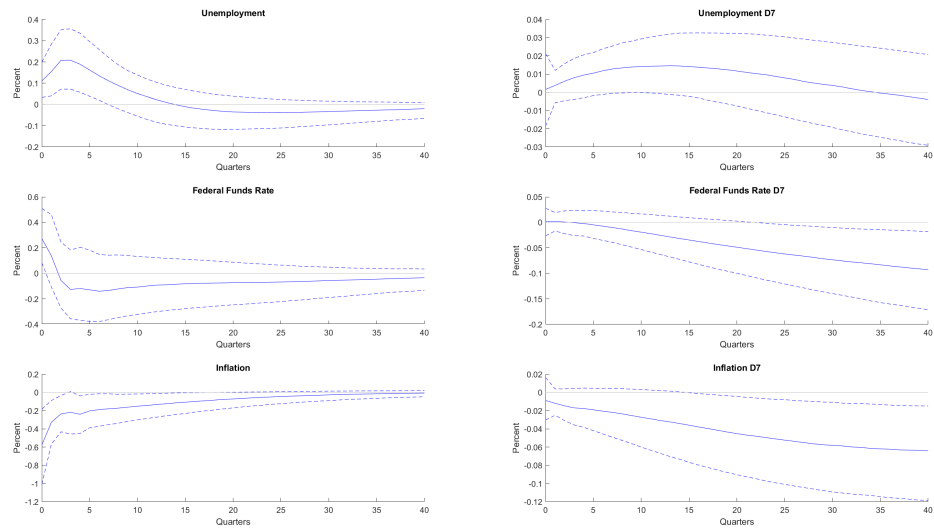 Unemployment
0.4
0.3
0.2
0.1
0
-0.1
-0.2
Percent
0 5 10 15 20 25 30 35 40
Quarters
Unemployment D7
0.04
0.03
0.02
0.01
0
-0.01
-0.02
-0.03
Percent
0 5 10 15 20 25 30 35 40
Quarters
Federal Funds Rate
0.6
0.4
0.2
0
-0.2
-0.4
Percent
0 5 10 15 20 25 30 35 40
Quarters
Federal Funds Rate D7
0.05
0
-0.05
-0.1
-0.15
-0.2
Percent
0 5 10 15 20 25 30 35 40
Quarters
Inflation
0.2
0
-0.2
-0.4
-0.6
-0.8
-1
-1.2
Percent
0 5 10 15 20 25 30 35 40
Quarters
Inflation D7
0.02
0
-0.02
-0.04
-0.06
-0.08
-0.1
-0.12
Percent
0 5 10 15 20 25 30 35 40
Quarters